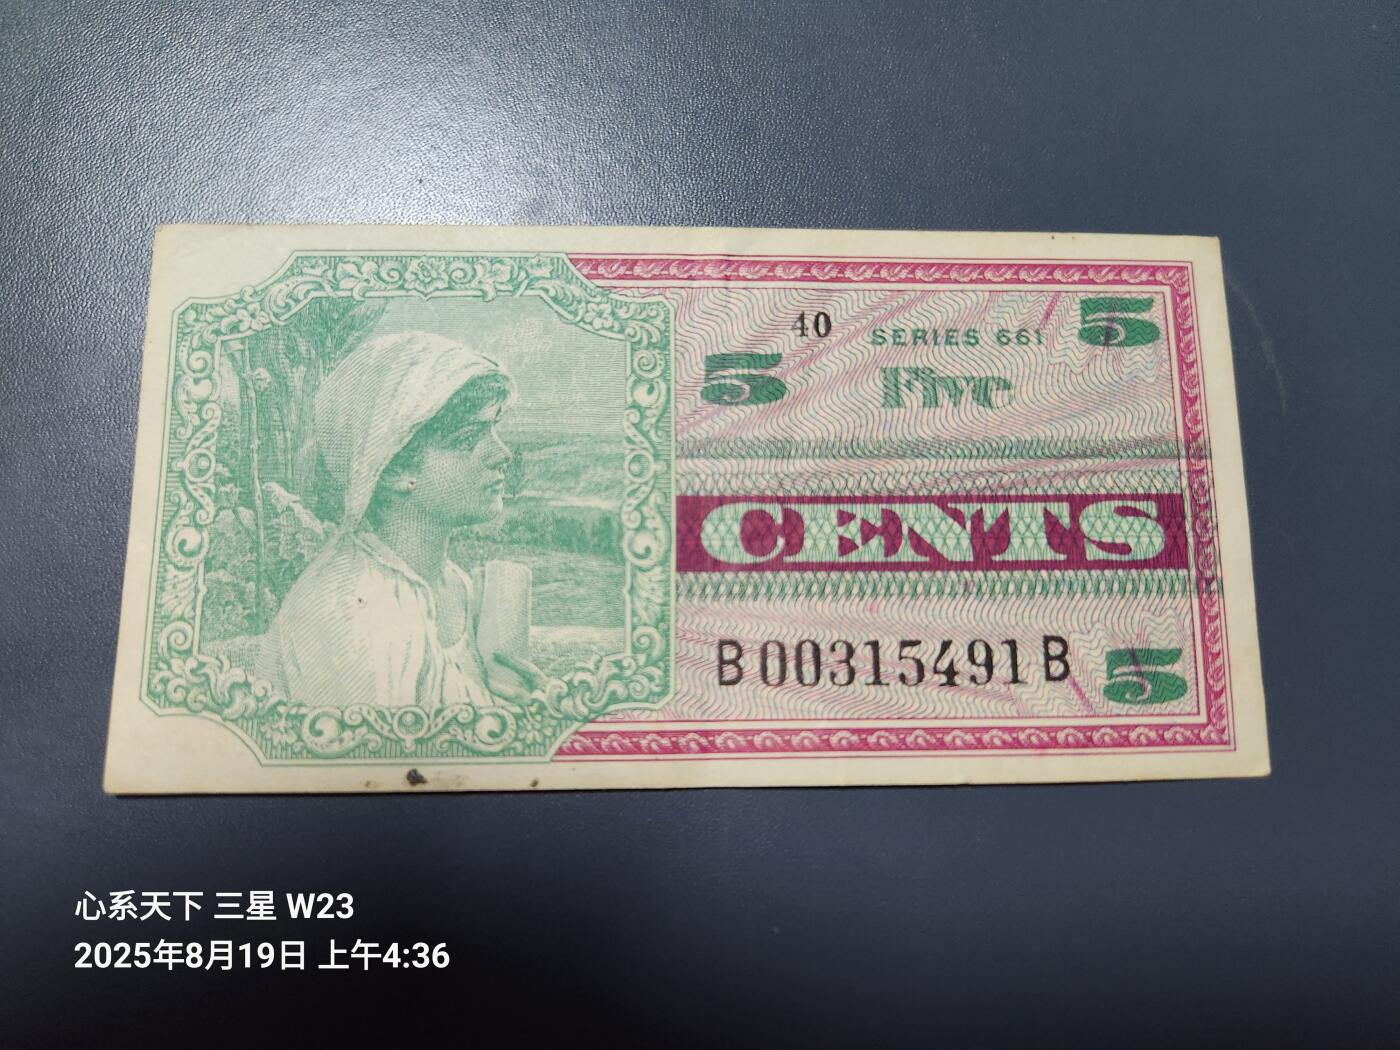 40 SERIES 661 5
5 Five
CENTS
B00315491B 5
心系天下 三星 W23
2025年8月19日 上午4:36